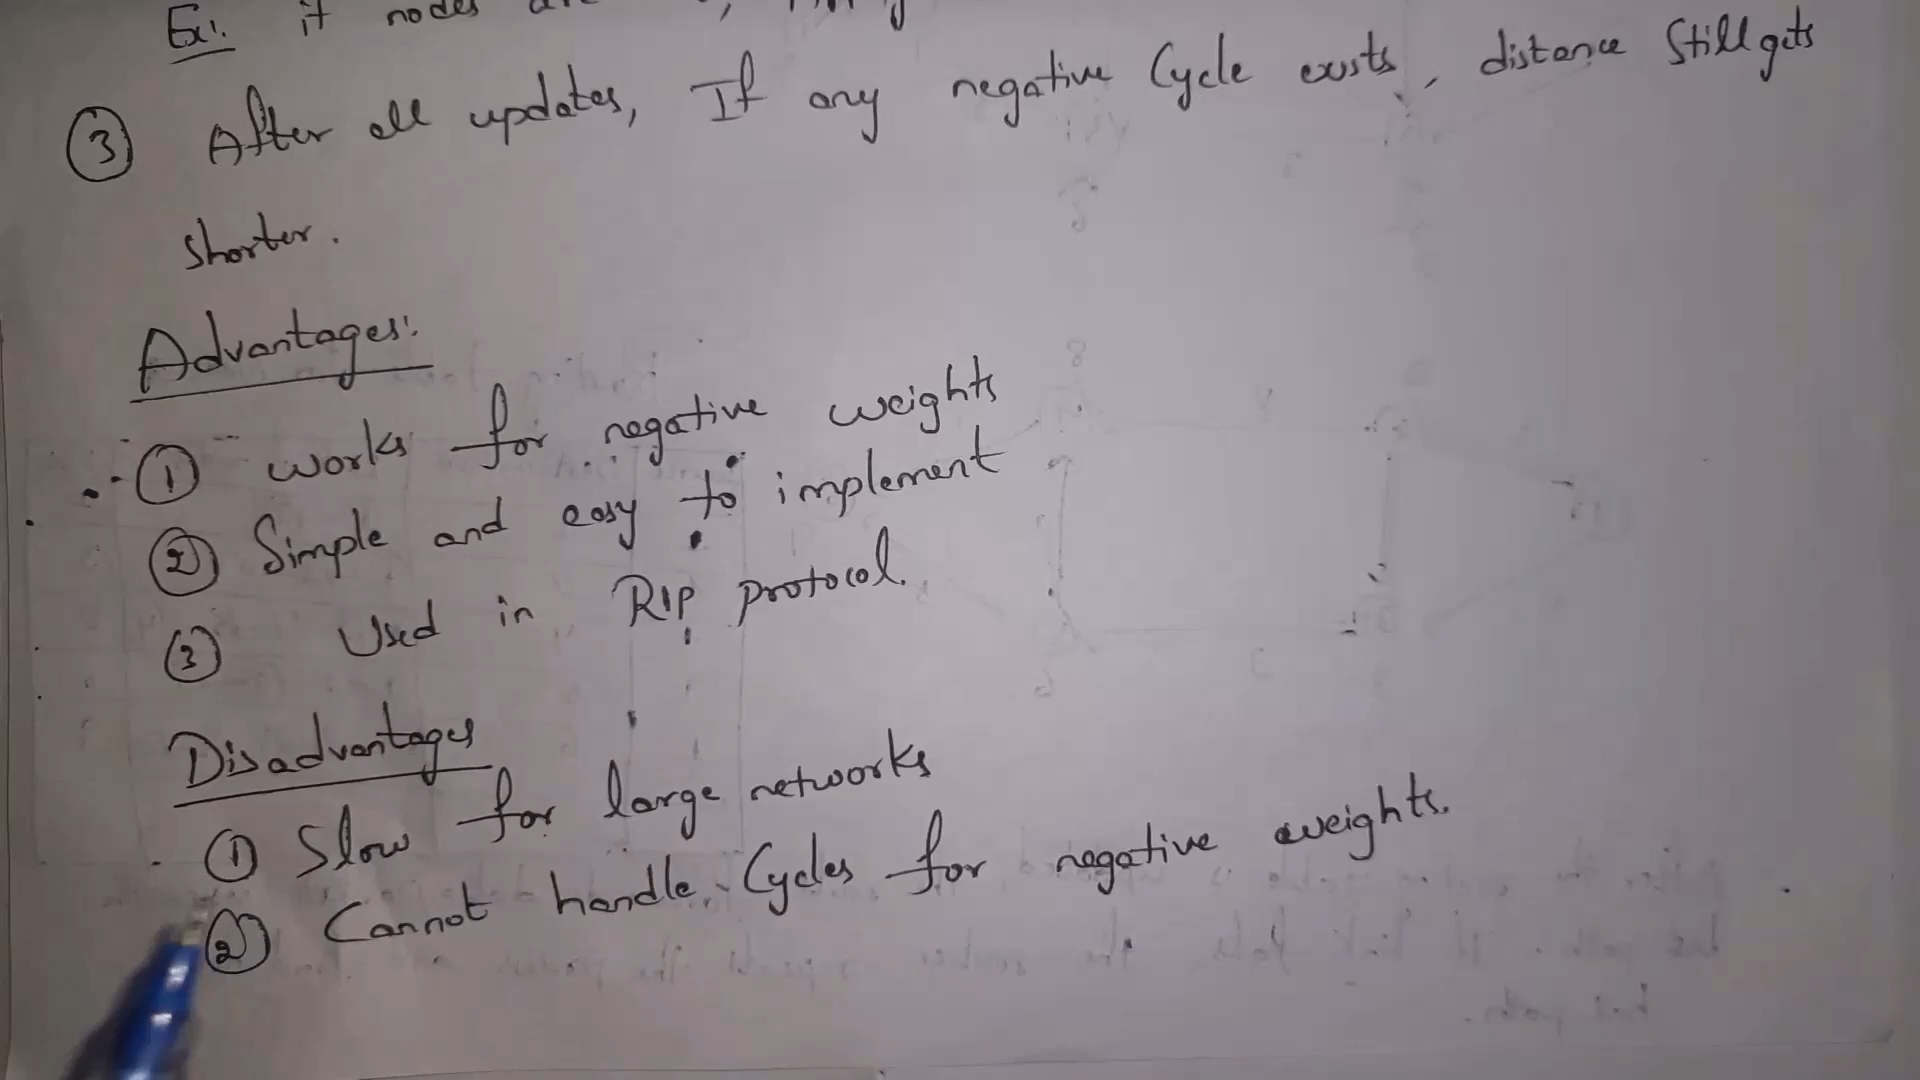 Ex:. if nodes
③ After all updates, If any negative Cycle exists, distance Still gets
shorter.
Advantages:
① works for negative weights
② Simple and easy to implement
③ Used in RIP protocol.
Disadvantages
① Slow for large networks
② Cannot handle Cycles for negative weights.